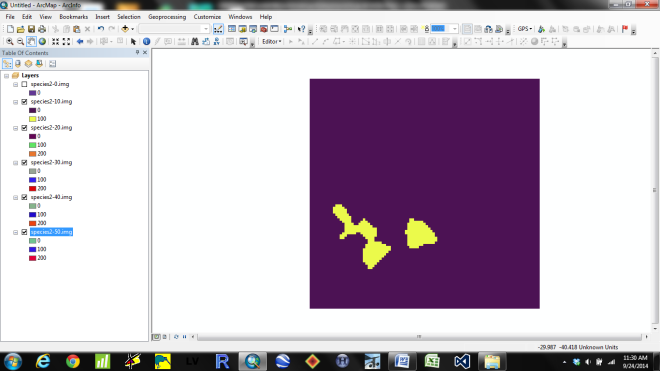 Untitled - ArcMap - ArcInfo
File Edit View Bookmarks Insert Selection Geoprocessing Customize Windows Help
GPS
Editor
Table Of Contents
Layers
species2-0.img
0
species2-10.img
0
100
species2-20.img
0
100
200
species2-30.img
0
100
200
species2-40.img
0
100
200
species2-50.img
0
100
200
-29.987 -40.418 Unknown Units
LV
R
H
11:30 AM
9/24/2014